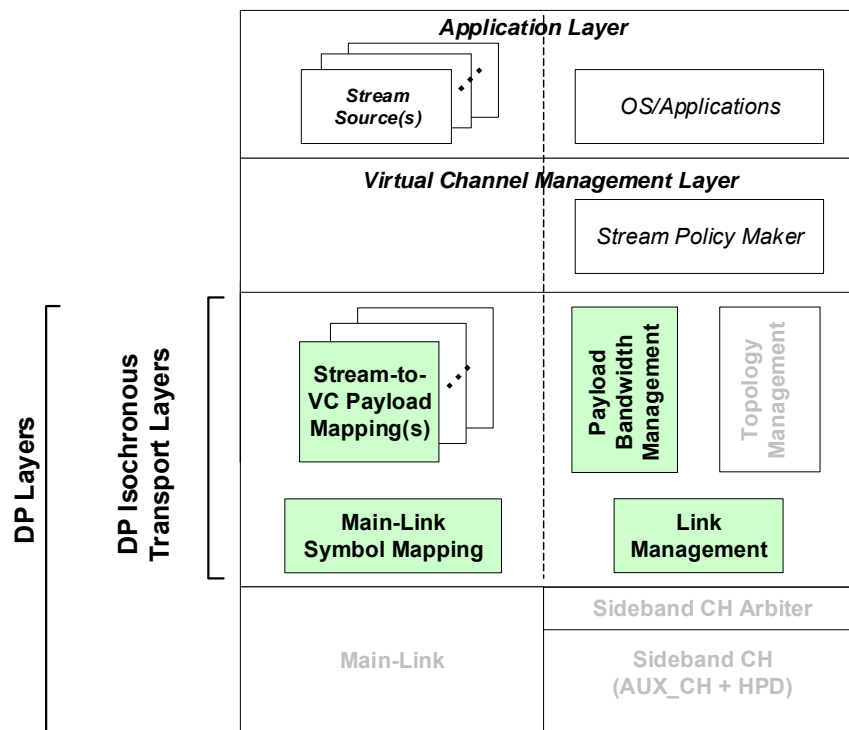 Application Layer
Stream
Source(s)
OS/Applications
Virtual Channel Management Layer
Stream Policy Maker
DP Layers
DP Isochronous
Transport Layers
Stream-to-
VC Payload
Mapping(s)
Payload
Bandwidth
Management
Topology
Management
Main-Link
Symbol Mapping
Link
Management
Sideband CH Arbiter
Main-Link
Sideband CH
(AUX_CH + HPD)